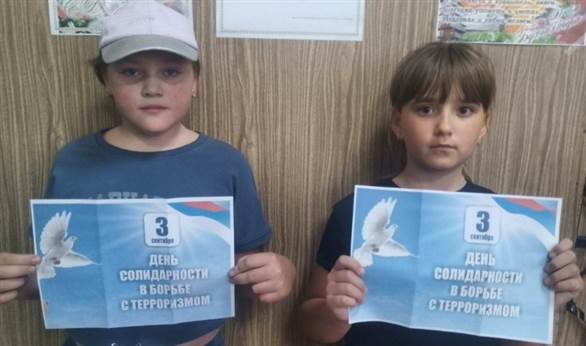 3
сентября
ДЕНЬ
СОЛИДАРНОСТИ
В БОРЬБЕ
С ТЕРРОРИЗМОМ
3
сентября
ДЕНЬ
СОЛИДАРНОСТИ
В БОРЬБЕ
С ТЕРРОРИЗМОМ